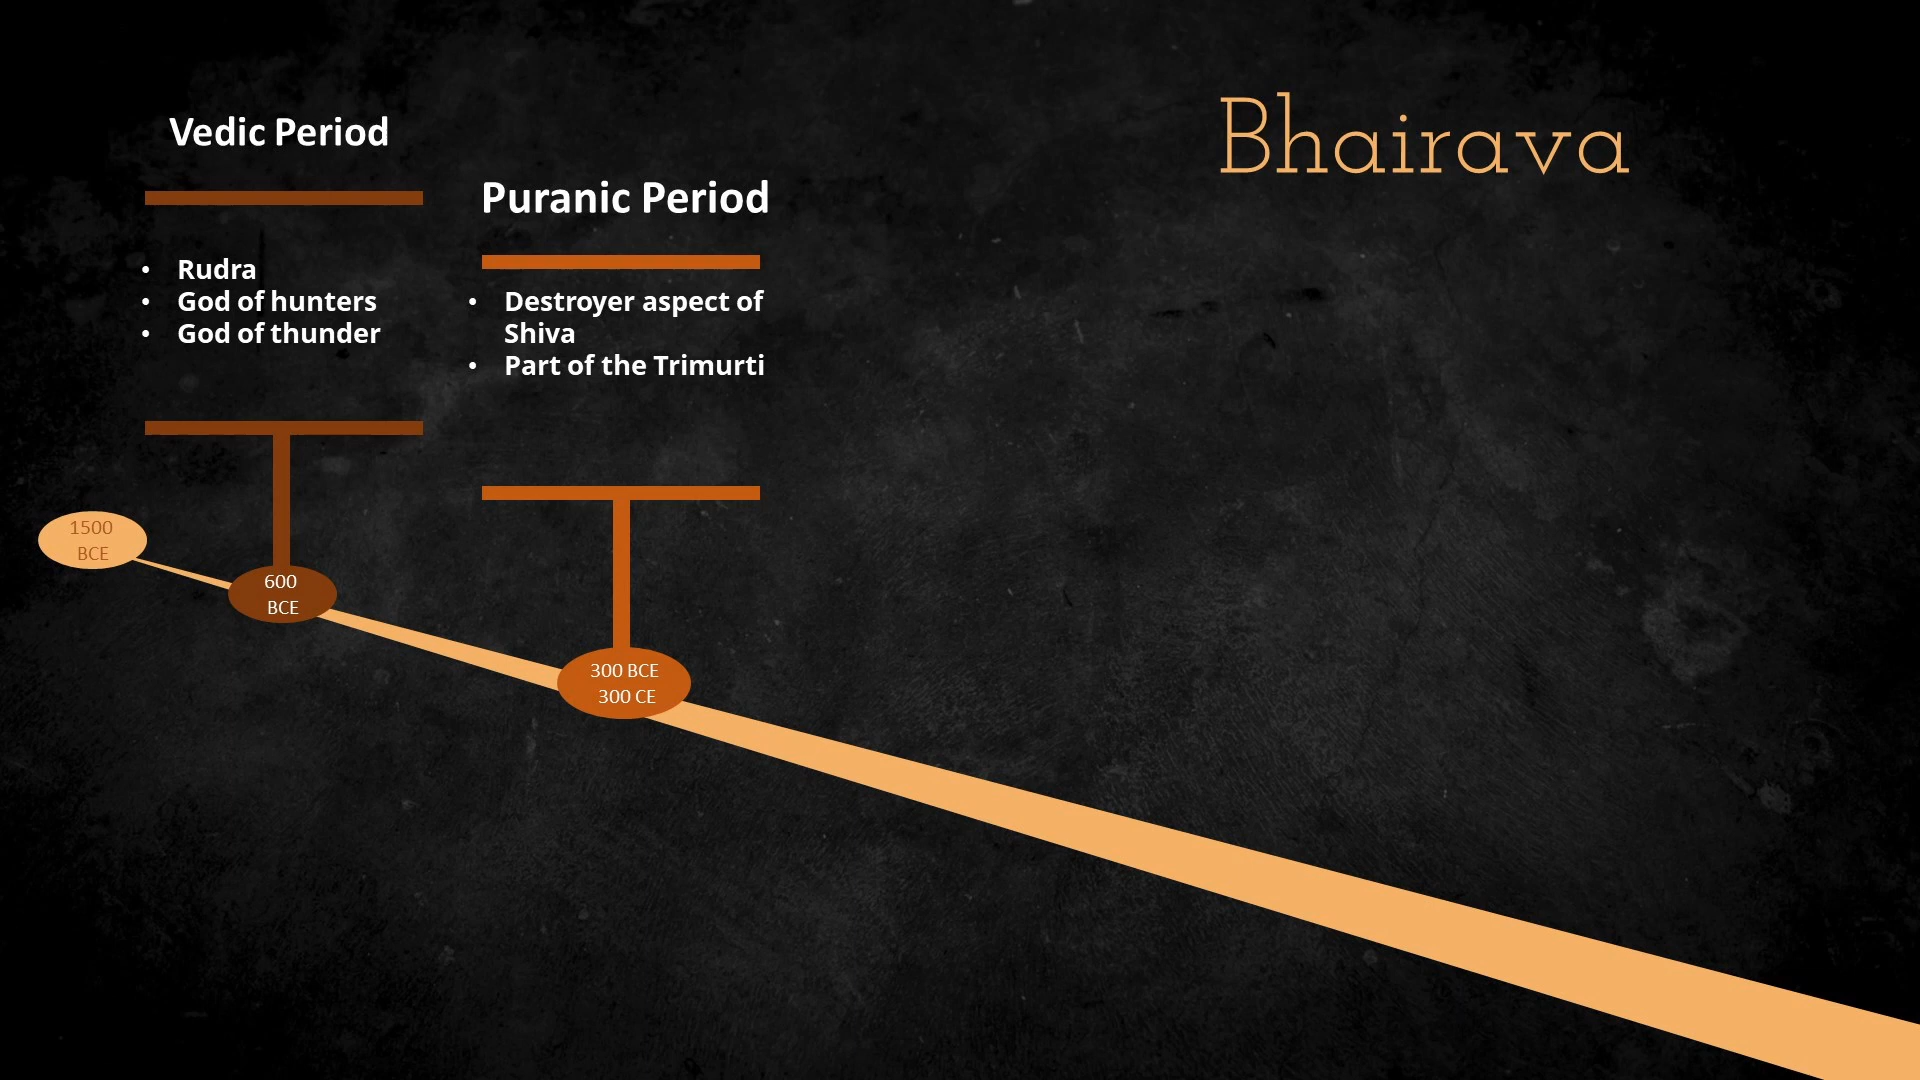 Bhairava
Vedic Period
• Rudra
• God of hunters
• God of thunder
Puranic Period
• Destroyer aspect of
Shiva
• Part of the Trimurti
1500
BCE
600
BCE
300 BCE
300 CE